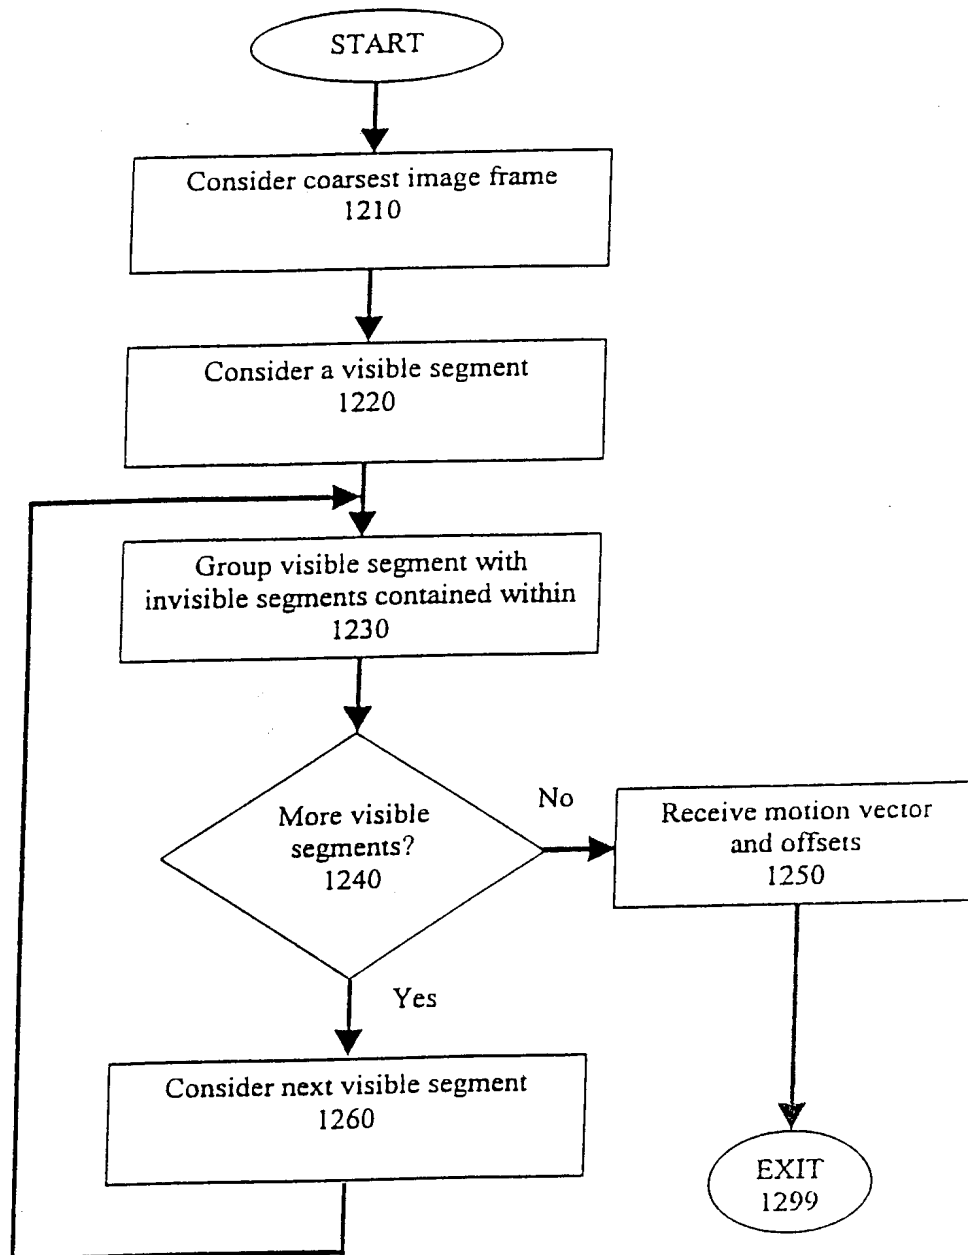 START
Consider coarsest image frame
1210
Consider a visible segment
1220
Group visible segment with
invisible segments contained within
1230
More visible
segments?
1240
No
Receive motion vector
and offsets
1250
Yes
Consider next visible segment
1260
EXIT
1299